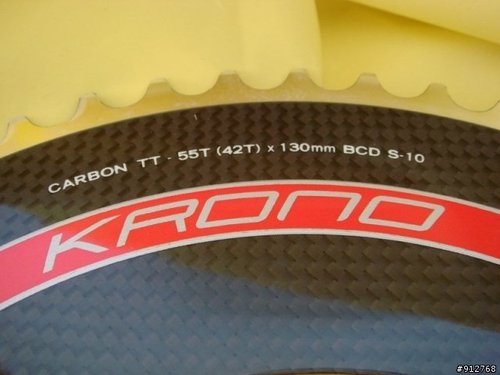 CARBON TT - 55T (42T) x 130mm BCD S-10
KRONO
#912768